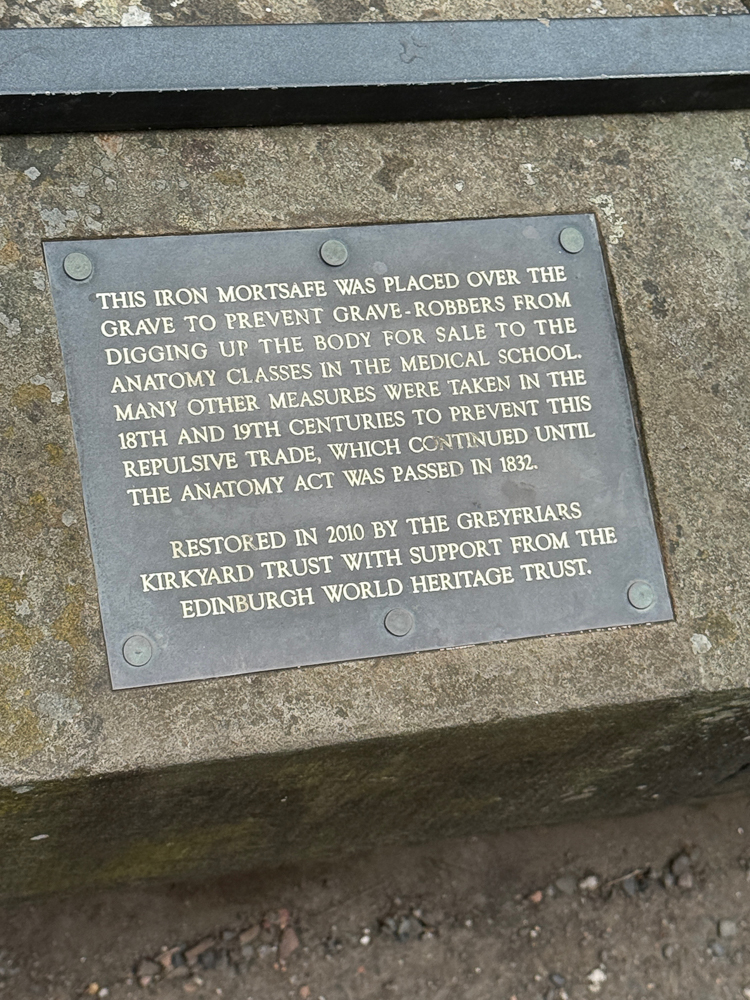 THIS IRON MORTSAFE WAS PLACED OVER THE
GRAVE TO PREVENT GRAVE-ROBBERS FROM
DIGGING UP THE BODY FOR SALE TO THE
ANATOMY CLASSES IN THE MEDICAL SCHOOL.
MANY OTHER MEASURES WERE TAKEN IN THE
18TH AND 19TH CENTURIES TO PREVENT THIS
REPULSIVE TRADE, WHICH CONTINUED UNTIL
THE ANATOMY ACT WAS PASSED IN 1832.
RESTORED IN 2010 BY THE GREYFRIARS
KIRKYARD TRUST WITH SUPPORT FROM THE
EDINBURGH WORLD HERITAGE TRUST.